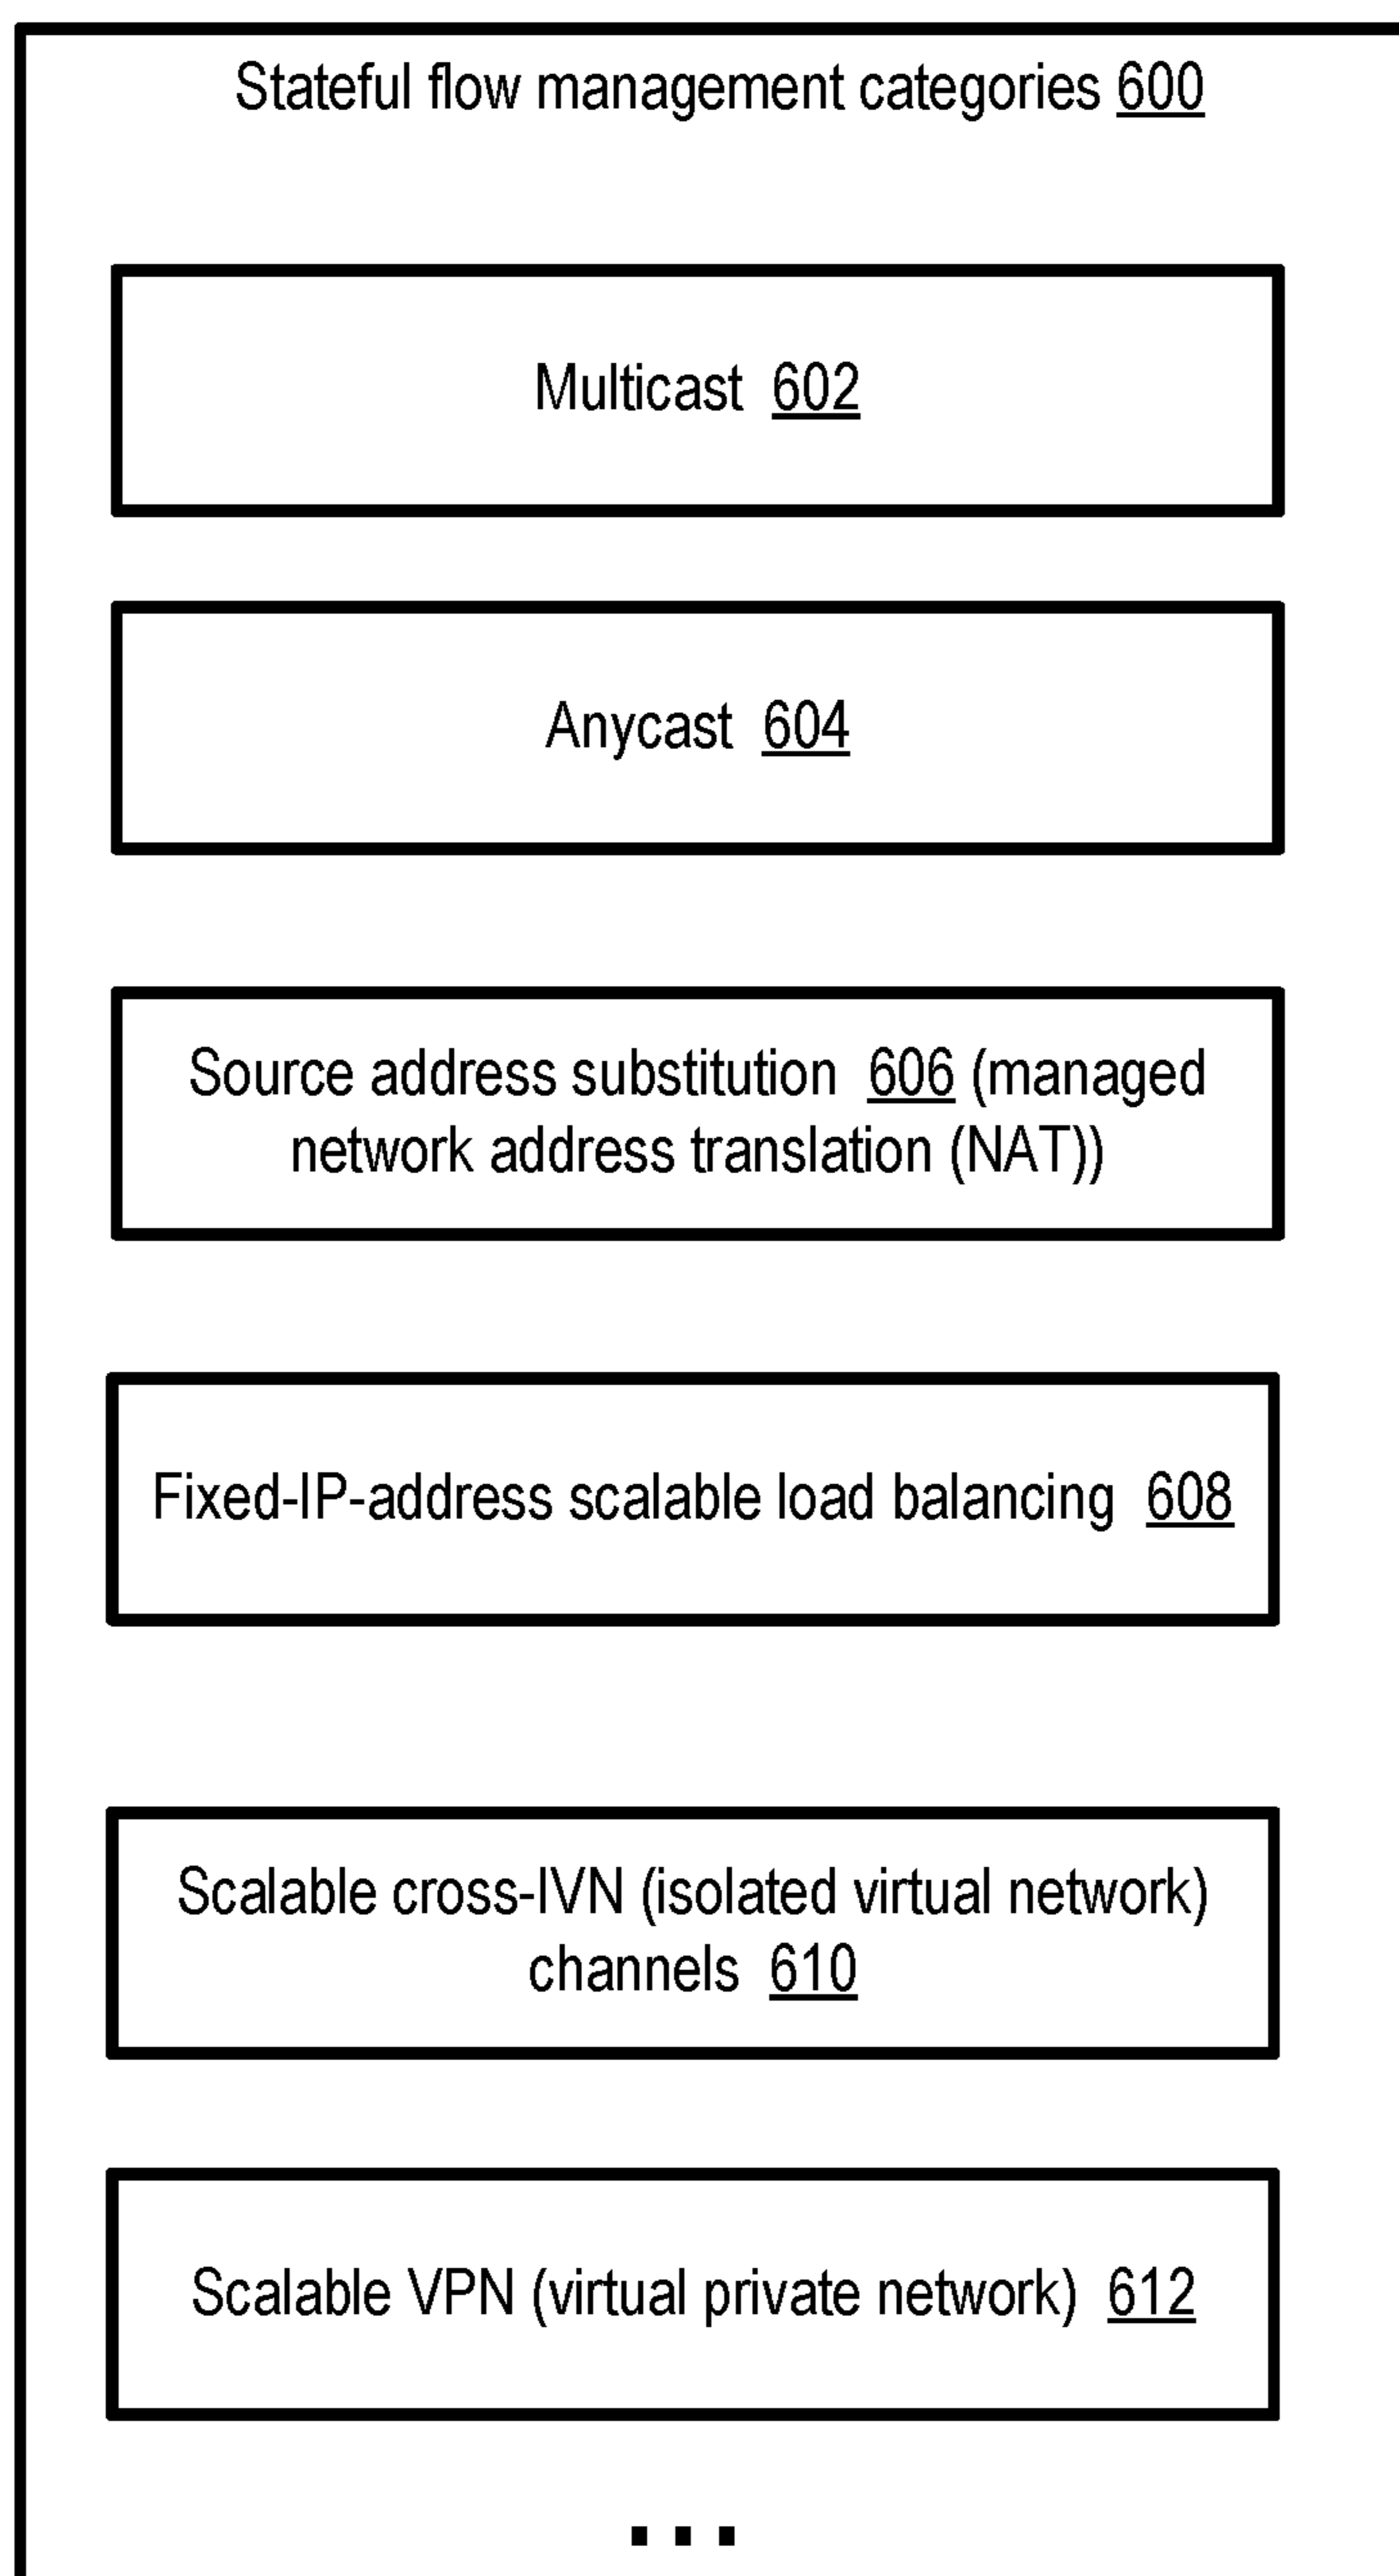 Stateful flow management categories 600
Multicast 602
Anycast 604
Source address substitution 606 (managed
network address translation (NAT))
Fixed-IP-address scalable load balancing 608
Scalable cross-IVN (isolated virtual network)
channels 610
Scalable VPN (virtual private network) 612
...